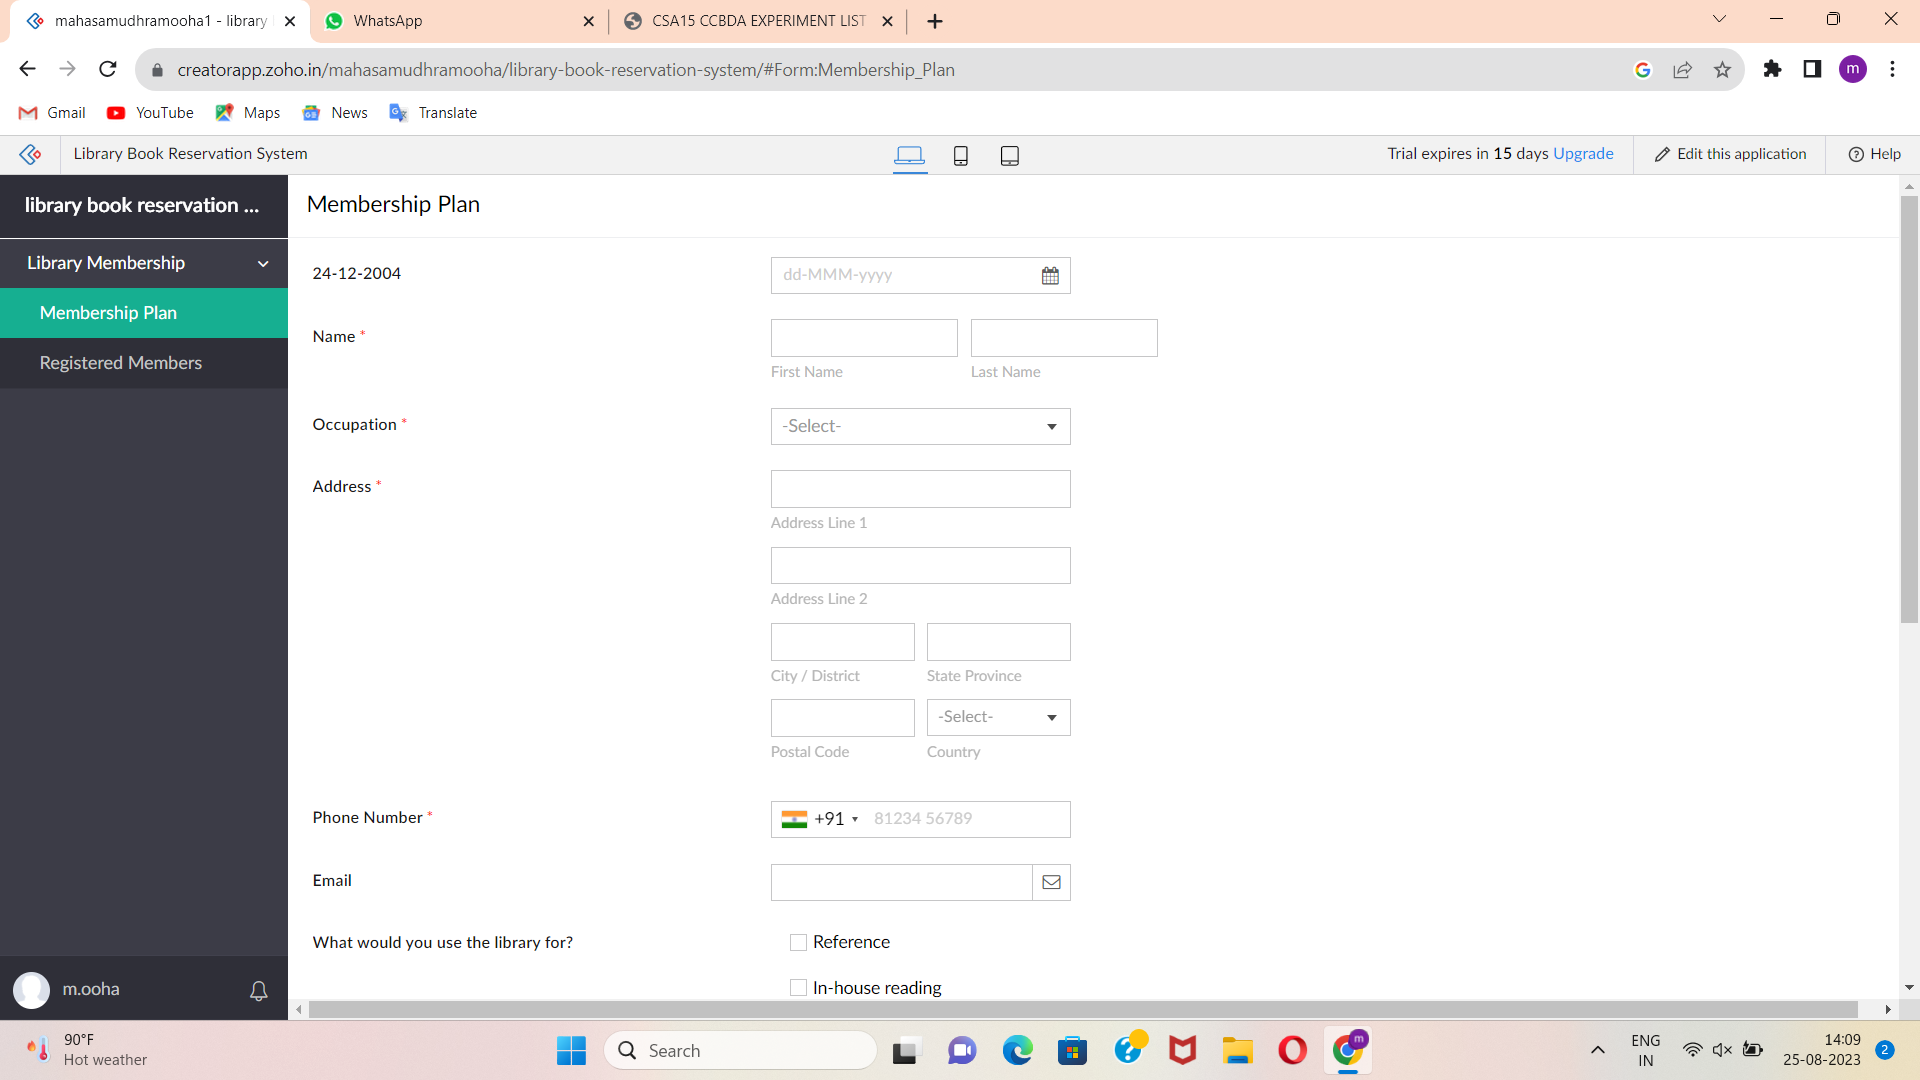 mahasamudhramooha1 - library
WhatsApp
CSA15 CCBDA EXPERIMENT LIST
creatorapp.zoho.in/mahasamudhramooha/library-book-reservation-system/#Form:Membership_Plan
m
Gmail
YouTube
Maps
News
Translate
Library Book Reservation System
Trial expires in 15 days Upgrade
Edit this application
Help
library book reservation ...
Library Membership
Membership Plan
Registered Members
m.ooha
Membership Plan
24-12-2004
dd-MMM-yyyy
Name *
First Name
Last Name
Occupation *
-Select-
Address *
Address Line 1
Address Line 2
City / District
State Province
Postal Code
-Select-
Country
Phone Number *
+91
81234 56789
Email
What would you use the library for?
Reference
In-house reading
90°F
Hot weather
Search
m
ENG
IN
14:09
25-08-2023
2